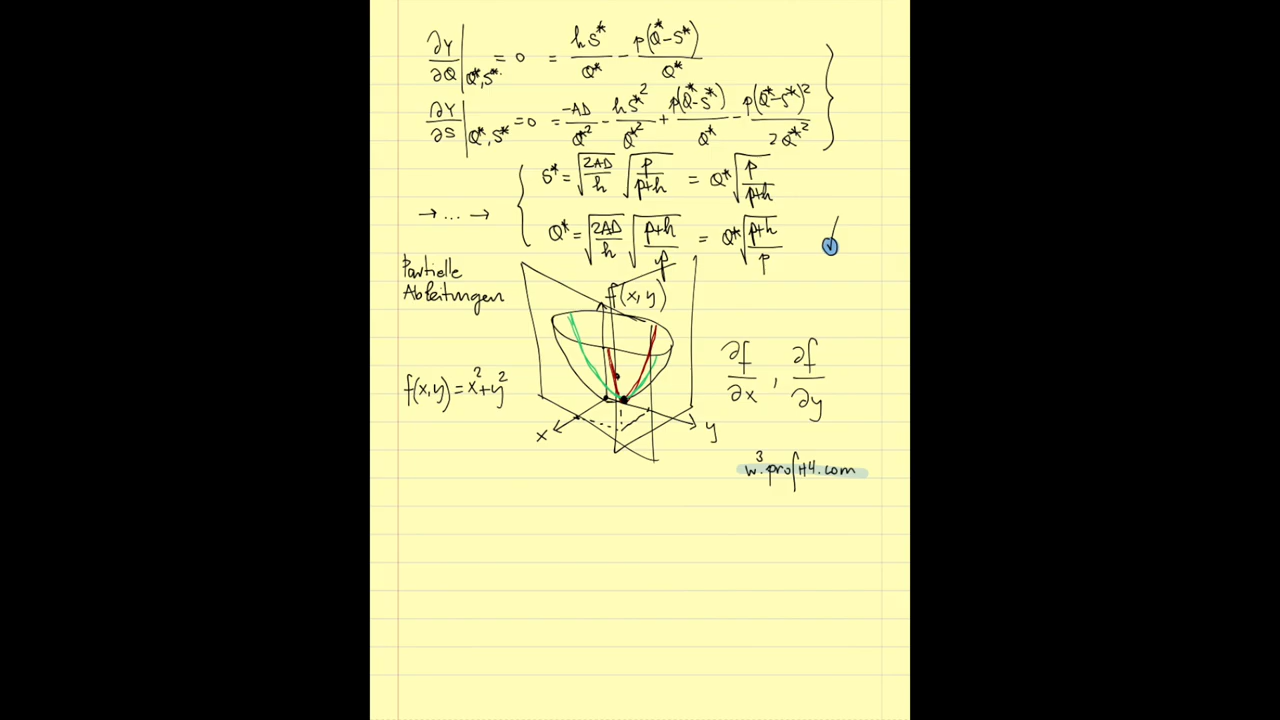 ∂Y/∂Q |Q*,S* = 0 = hS*/Q* − p(Q*−S*)/Q*
∂Y/∂S |Q*,S* = 0 = −AD/Q*² − hS*²/Q*² + p(Q*−S*)/Q* − p(Q*−S*)²/2Q*²
S* = √(2AD/h) √(p/(p+h)) = Q* √(p/(p+h))
→ ... →
Q* = √(2AD/h) √((p+h)/p) = Q* √((p+h)/p) ✓
Partielle
Ableitungen
f(x,y)
f(x,y) = x²+y²
∂f/∂x , ∂f/∂y
x
y
w³.profH4.com